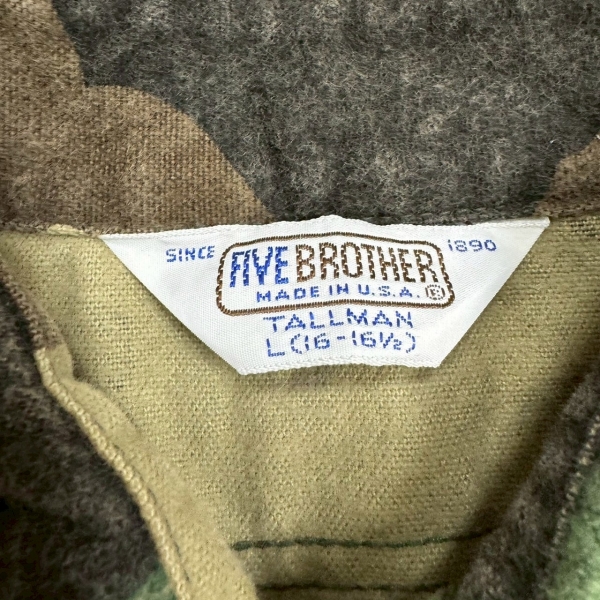 SINCE 1890
FIVE BROTHER
MADE IN U.S.A. ®
TALLMAN
L (16-16½)